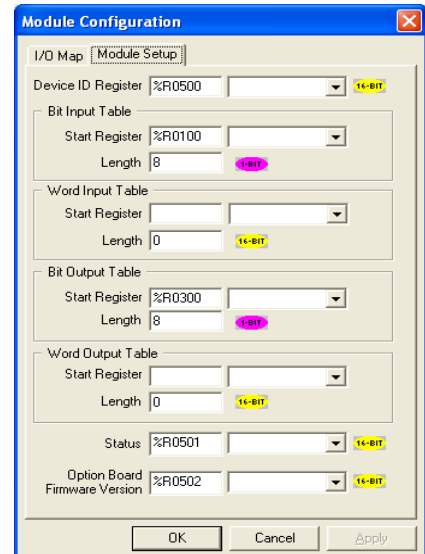 Module Configuration
I/O Map Module Setup
Device ID Register %R0500 16-BIT
Bit Input Table
Start Register %R0100
Length 8 1-BIT
Word Input Table
Start Register
Length 0 16-BIT
Bit Output Table
Start Register %R0300
Length 8 1-BIT
Word Output Table
Start Register
Length 0 16-BIT
Status %R0501 16-BIT
Option Board
Firmware Version %R0502 16-BIT
OK Cancel Apply